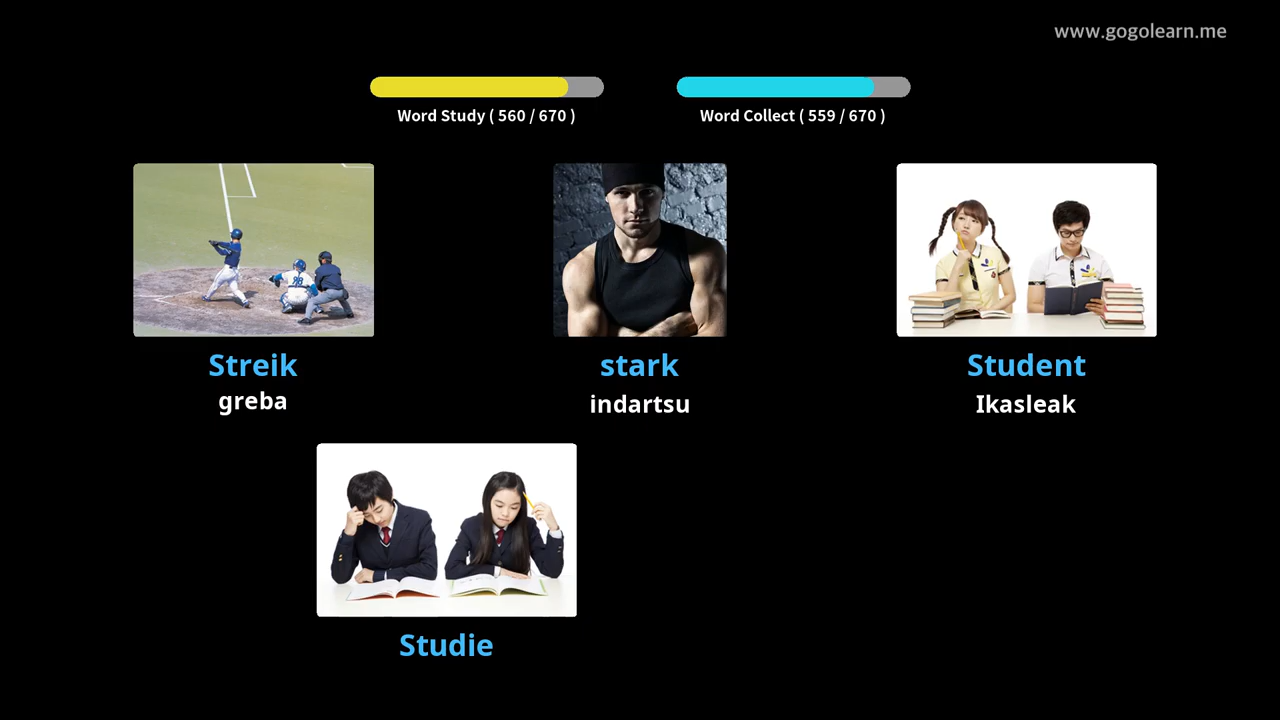 www.gogolearn.me
Word Study ( 560 / 670 )
Word Collect ( 559 / 670 )
Streik
greba
stark
indartsu
Student
Ikasleak
Studie